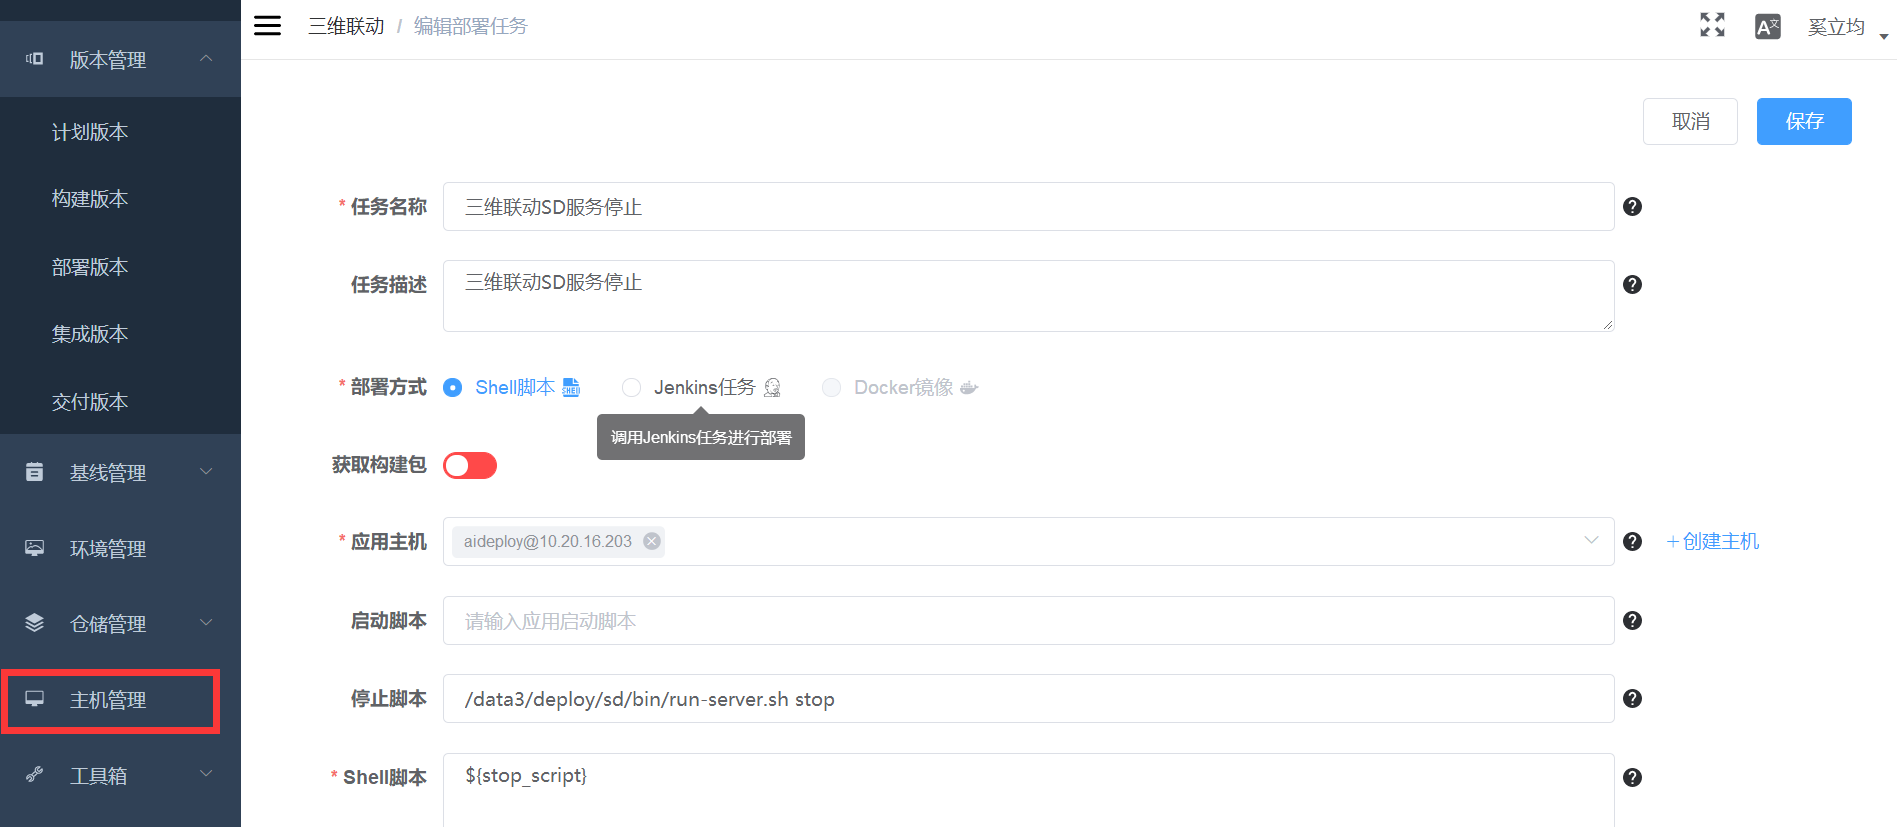 三维联动 / 编辑部署任务
A文
奚立均
版本管理
计划版本
构建版本
部署版本
集成版本
交付版本
基线管理
环境管理
仓储管理
主机管理
工具箱
取消
保存
* 任务名称
三维联动SD服务停止
任务描述
三维联动SD服务停止
* 部署方式
Shell脚本 SHELL
Jenkins任务
Docker镜像
调用Jenkins任务进行部署
获取构建包
* 应用主机
aideploy@10.20.16.203
+创建主机
启动脚本
请输入应用启动脚本
停止脚本
/data3/deploy/sd/bin/run-server.sh stop
* Shell脚本
${stop_script}